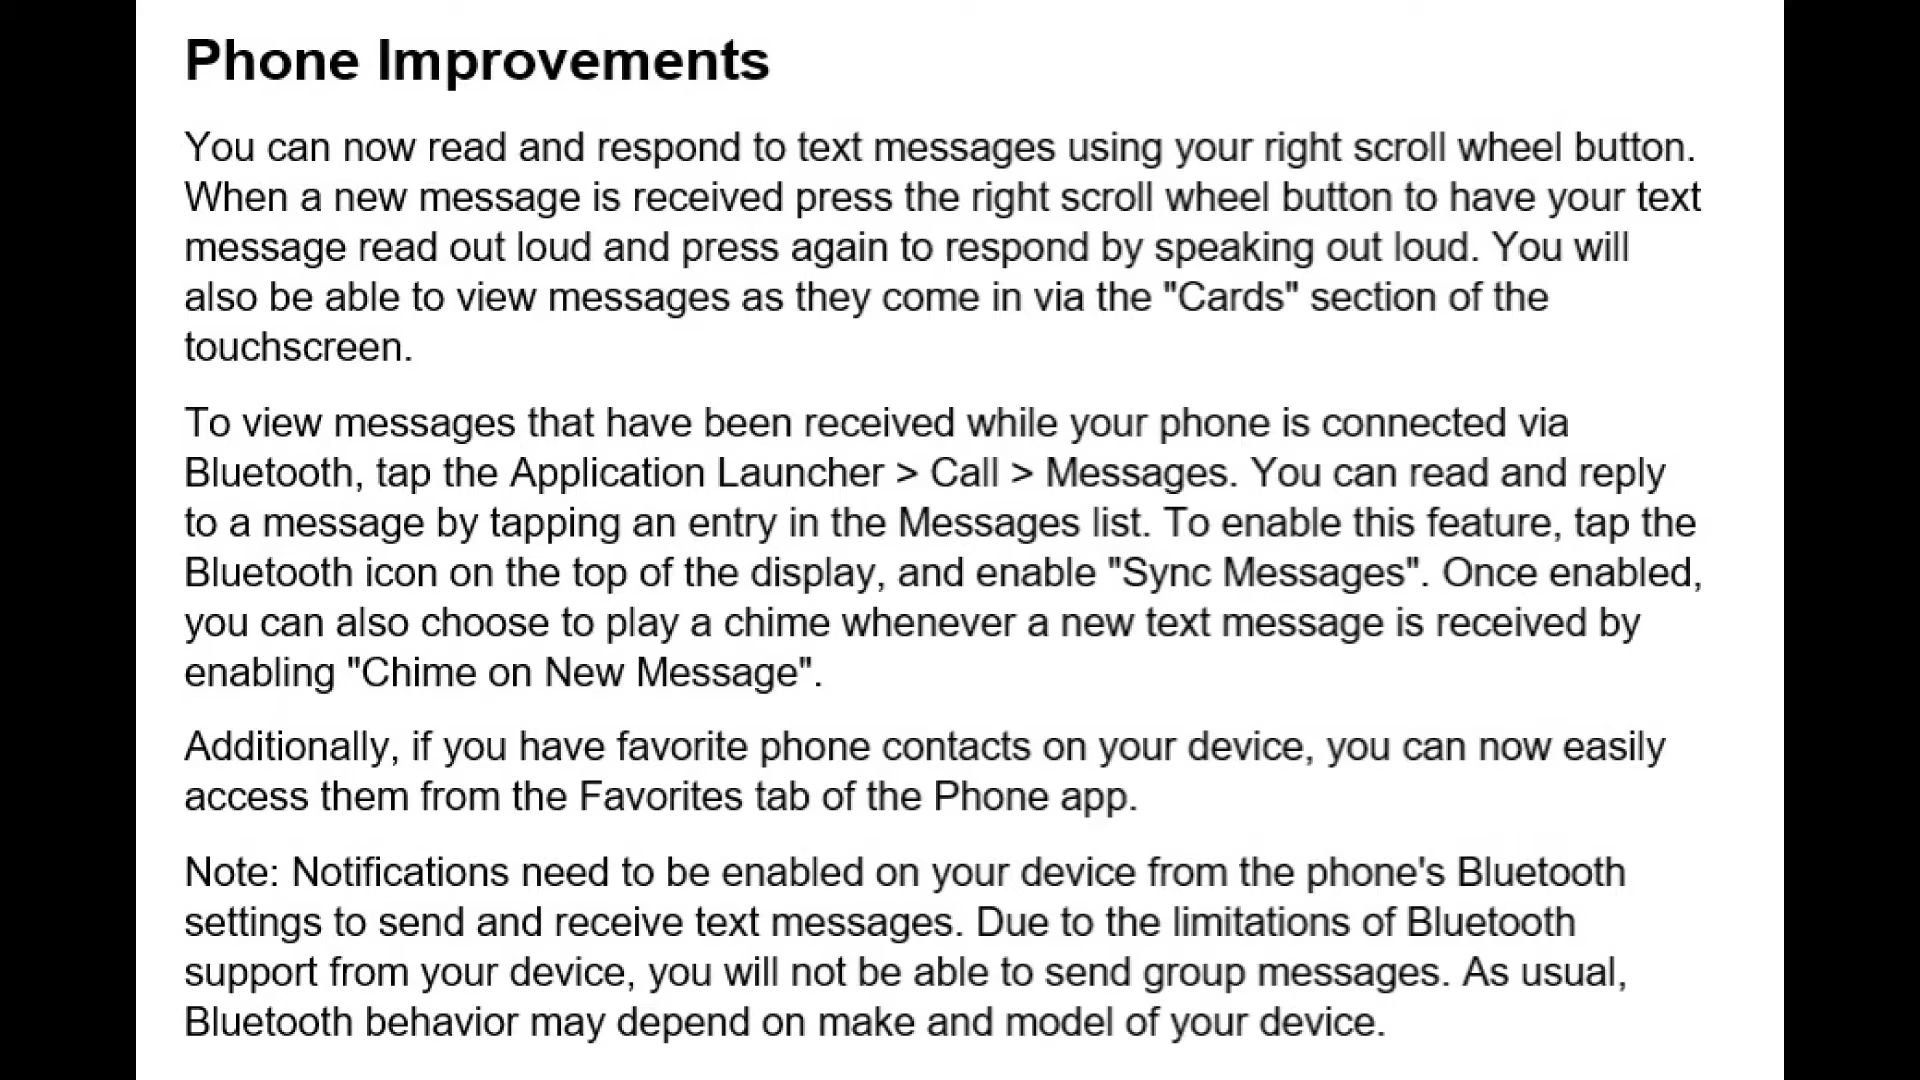 Phone Improvements
You can now read and respond to text messages using your right scroll wheel button.
When a new message is received press the right scroll wheel button to have your text
message read out loud and press again to respond by speaking out loud. You will
also be able to view messages as they come in via the "Cards" section of the
touchscreen.
To view messages that have been received while your phone is connected via
Bluetooth, tap the Application Launcher > Call > Messages. You can read and reply
to a message by tapping an entry in the Messages list. To enable this feature, tap the
Bluetooth icon on the top of the display, and enable "Sync Messages". Once enabled,
you can also choose to play a chime whenever a new text message is received by
enabling "Chime on New Message".
Additionally, if you have favorite phone contacts on your device, you can now easily
access them from the Favorites tab of the Phone app.
Note: Notifications need to be enabled on your device from the phone's Bluetooth
settings to send and receive text messages. Due to the limitations of Bluetooth
support from your device, you will not be able to send group messages. As usual,
Bluetooth behavior may depend on make and model of your device.